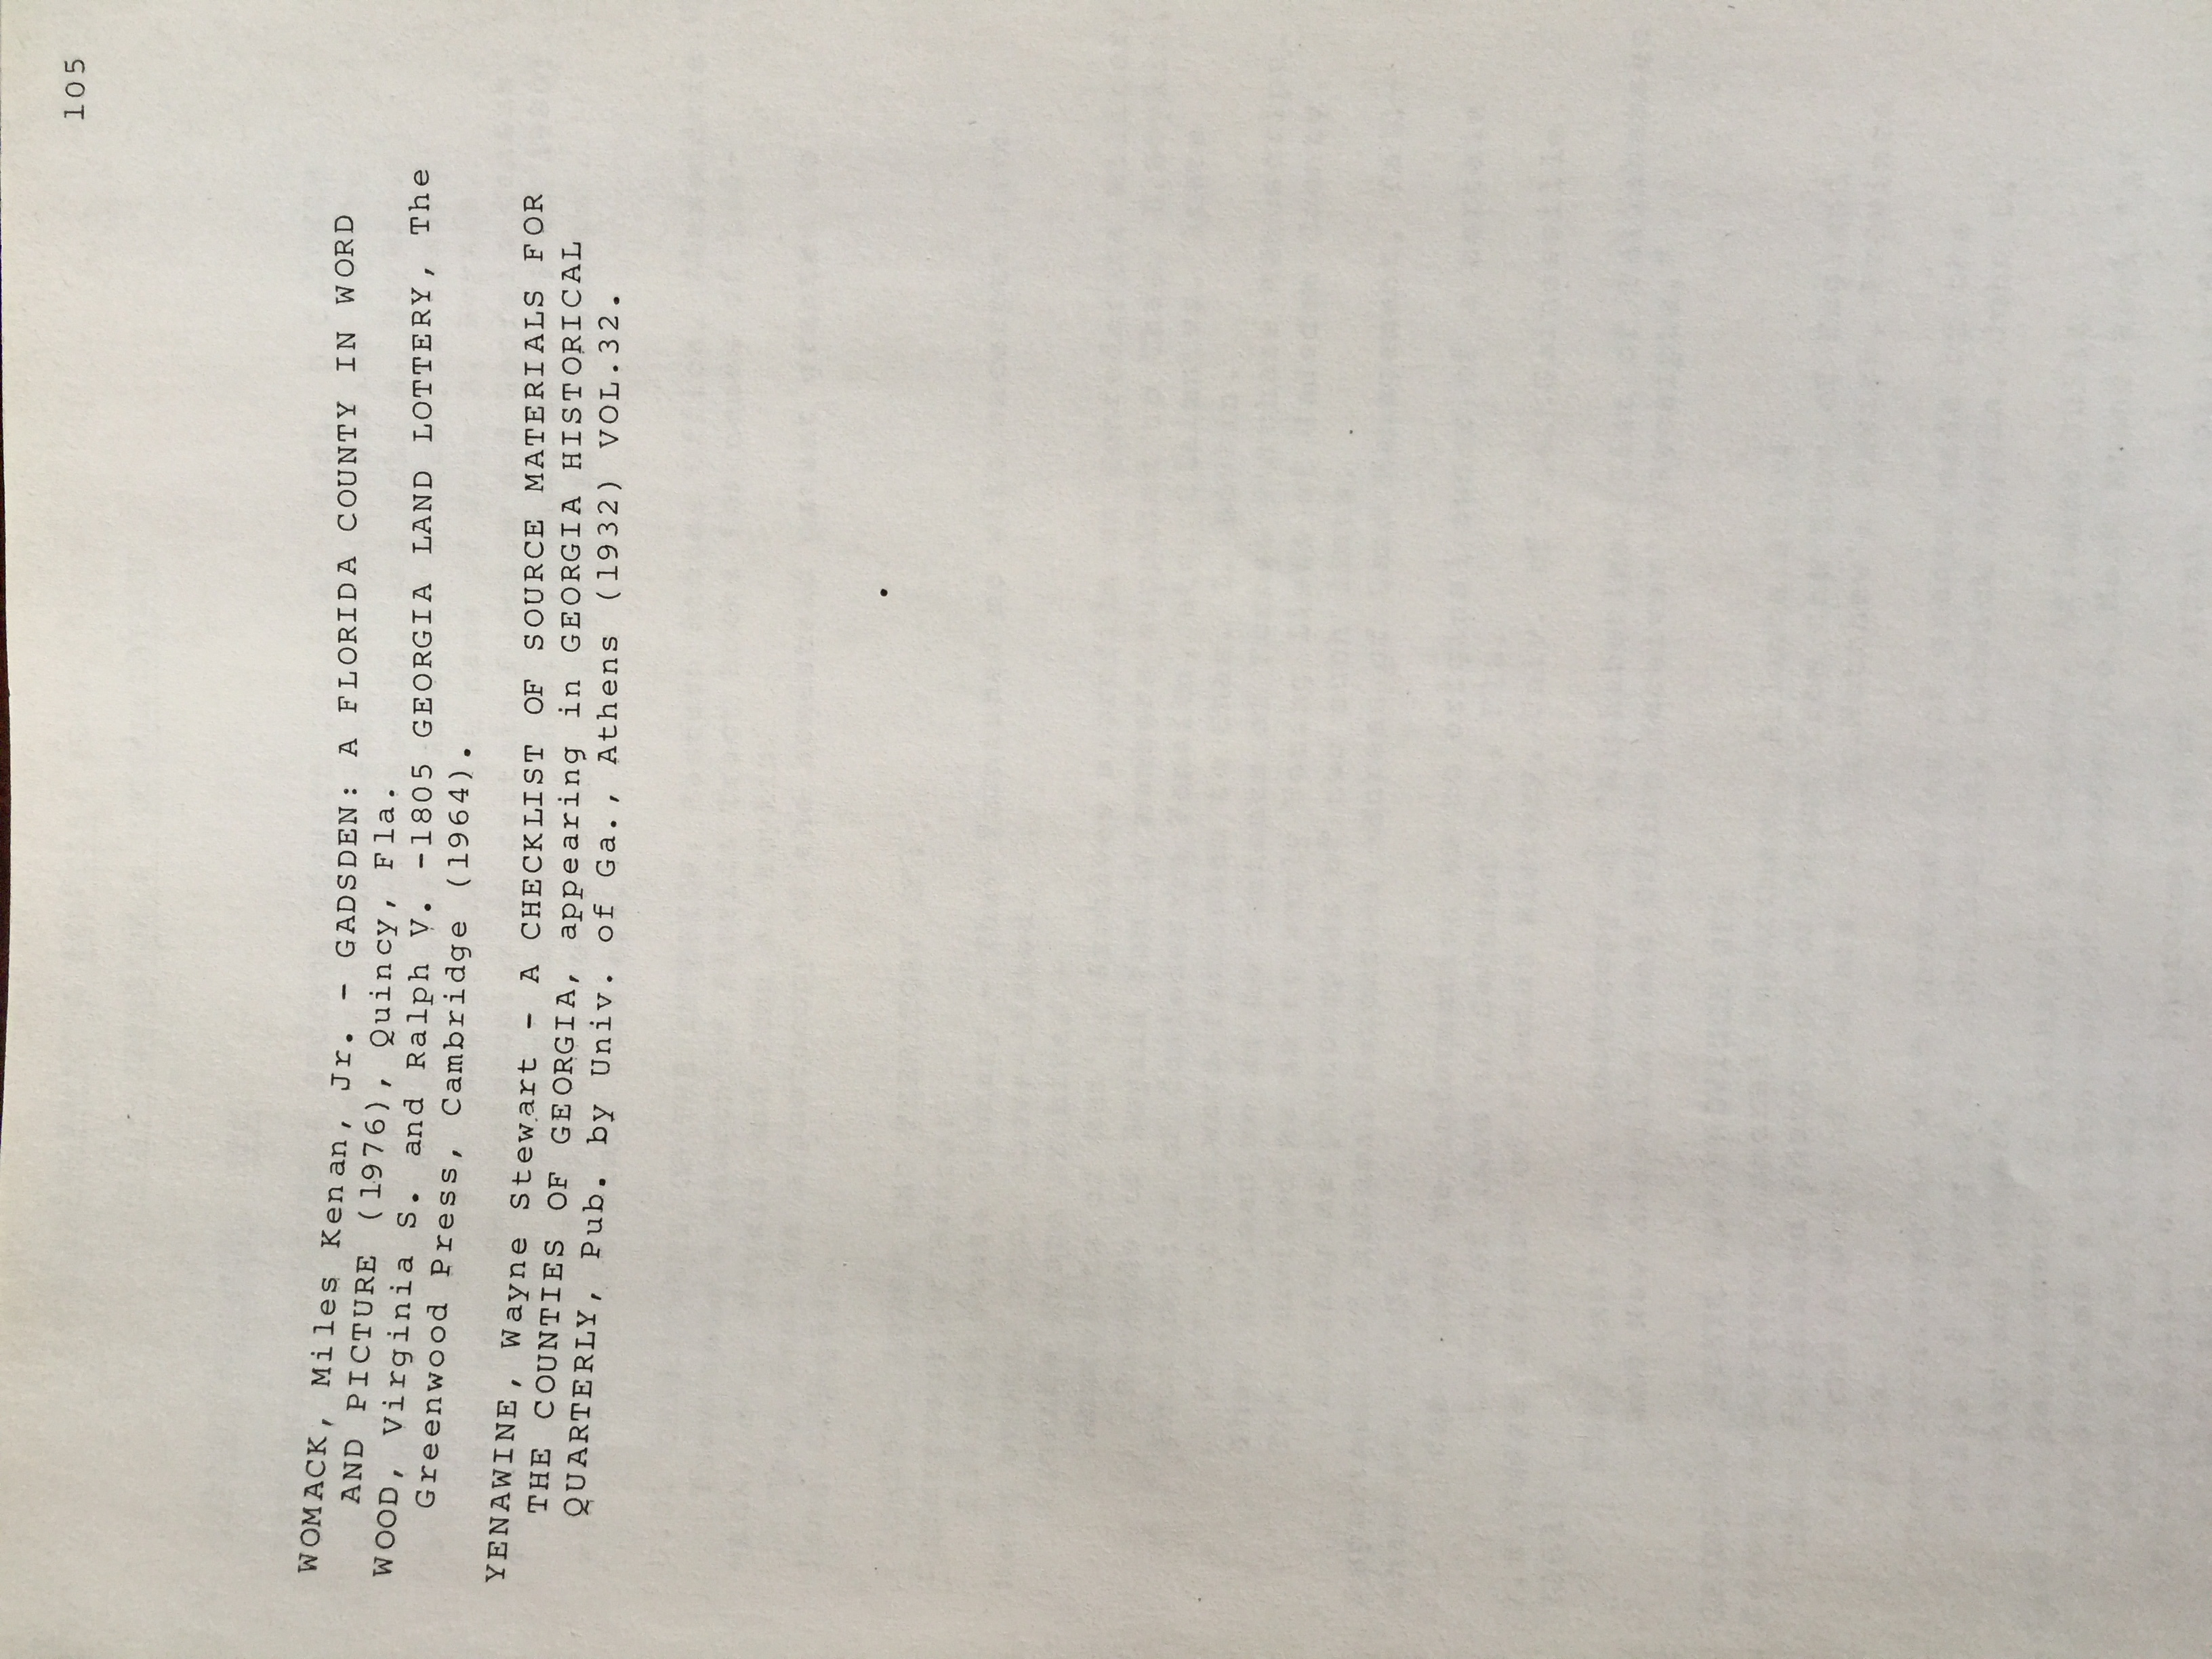 105
WOMACK, Miles Kenan, Jr. - GADSDEN: A FLORIDA COUNTY IN WORD
AND PICTURE (1976), Quincy, Fla.
WOOD, Virginia S. and Ralph V. -1805 GEORGIA LAND LOTTERY, The
Greenwood Press, Cambridge (1964).
YENAWINE, Wayne Stewart - A CHECKLIST OF SOURCE MATERIALS FOR
THE COUNTIES OF GEORGIA, appearing in GEORGIA HISTORICAL
QUARTERLY, Pub. by Univ. of Ga., Athens (1932) VOL.32.